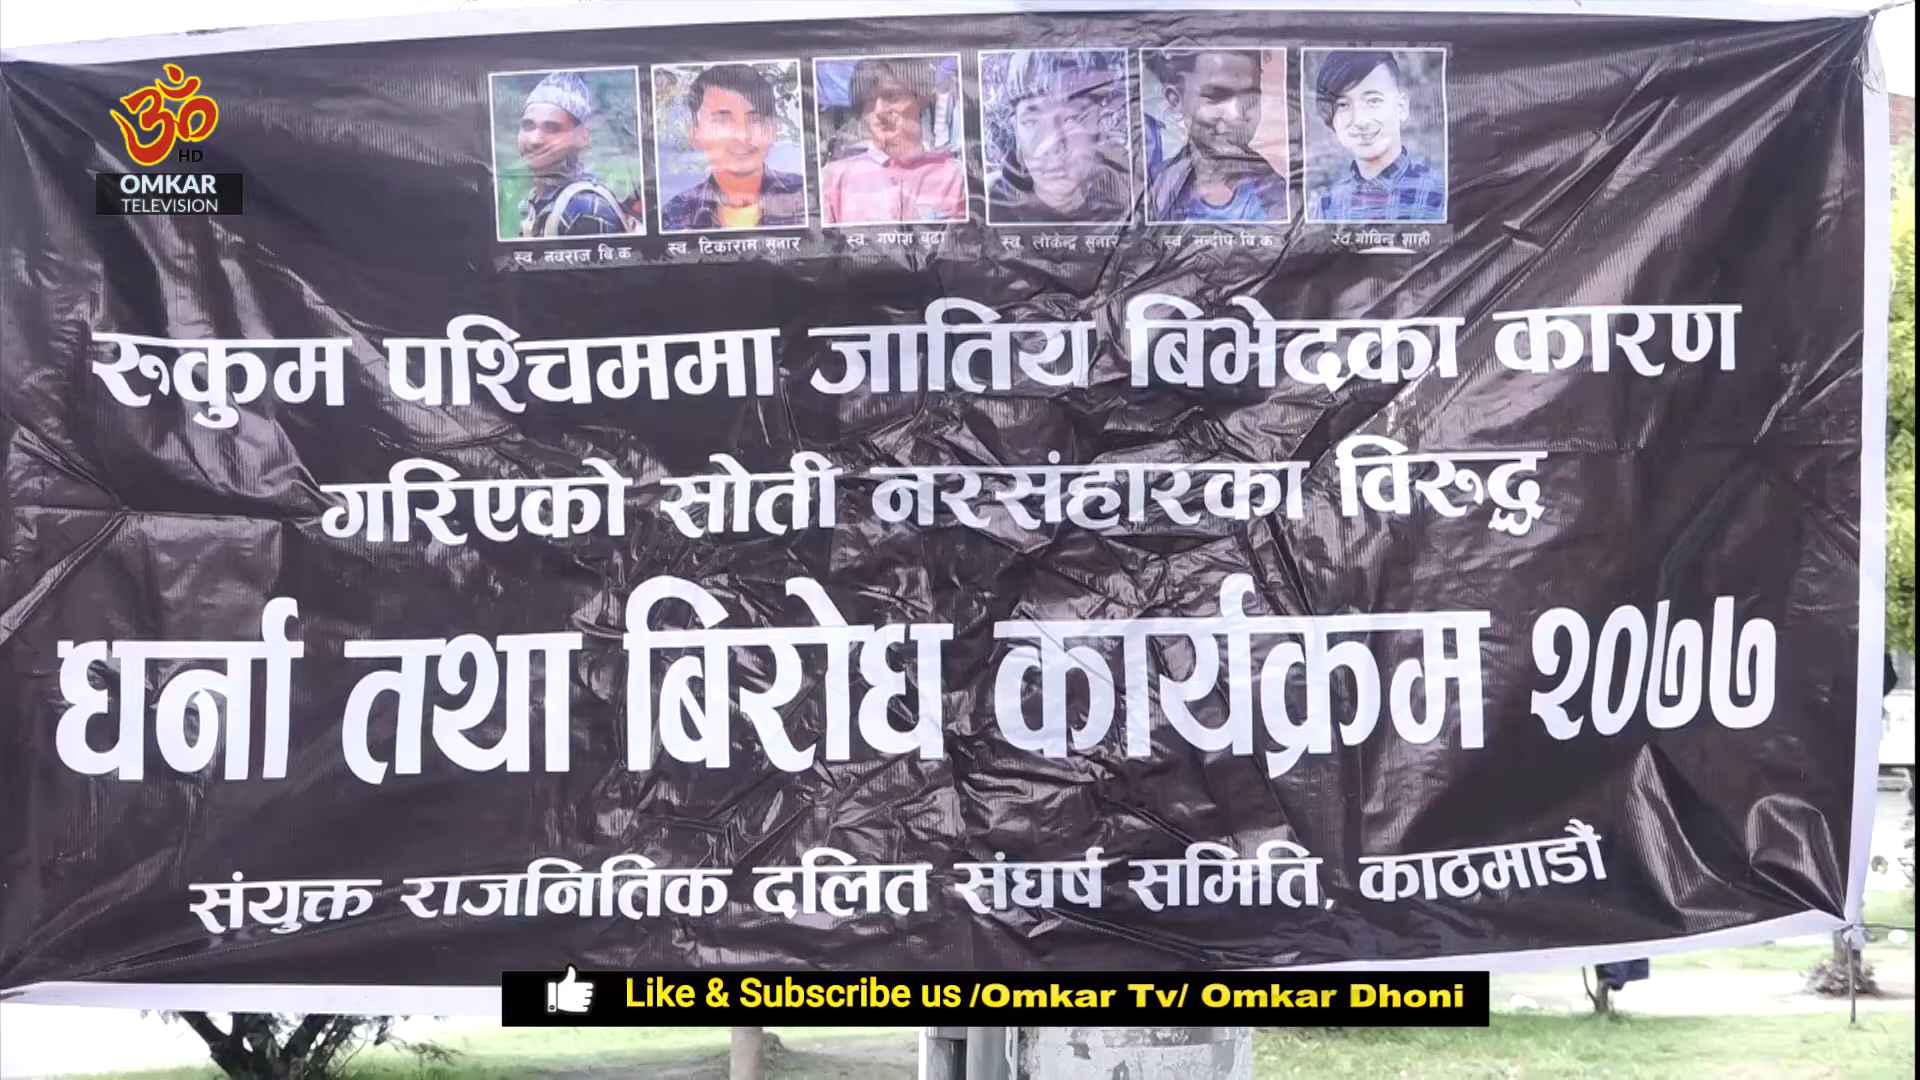 ॐ
HD
OMKAR
TELEVISION
स्व. नवराज बि.क
स्व. टिकाराम सुनार
स्व. गणेश बुढा
स्व. लोकेन्द्र सुनार
स्व. सन्दीप बि.क
स्व. गोबिन्द शाही
रुकुम पश्चिममा जातिय बिभेदका कारण
गरिएको सोती नरसंहारका विरुद्ध
धर्ना तथा बिरोध कार्यक्रम २०७७
संयुक्त राजनितिक दलित संघर्ष समिति, काठमाडौं
Like & Subscribe us /Omkar Tv/ Omkar Dhoni